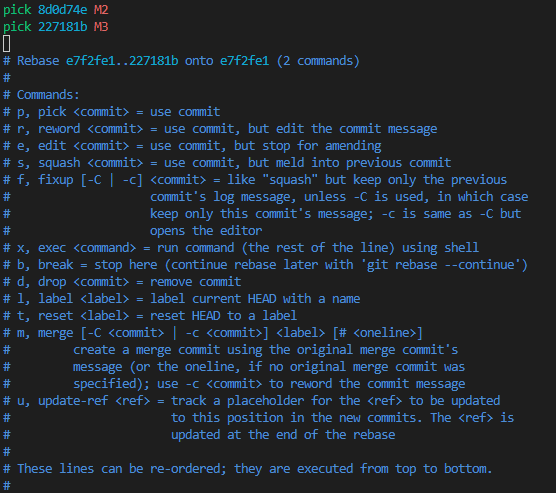 pick 8d0d74e M2
pick 227181b M3

# Rebase e7f2fe1..227181b onto e7f2fe1 (2 commands)
#
# Commands:
# p, pick <commit> = use commit
# r, reword <commit> = use commit, but edit the commit message
# e, edit <commit> = use commit, but stop for amending
# s, squash <commit> = use commit, but meld into previous commit
# f, fixup [-C | -c] <commit> = like "squash" but keep only the previous
#                    commit's log message, unless -C is used, in which case
#                    keep only this commit's message; -c is same as -C but
#                    opens the editor
# x, exec <command> = run command (the rest of the line) using shell
# b, break = stop here (continue rebase later with 'git rebase --continue')
# d, drop <commit> = remove commit
# l, label <label> = label current HEAD with a name
# t, reset <label> = reset HEAD to a label
# m, merge [-C <commit> | -c <commit>] <label> [# <oneline>]
#         create a merge commit using the original merge commit's
#         message (or the oneline, if no original merge commit was
#         specified); use -c <commit> to reword the commit message
# u, update-ref <ref> = track a placeholder for the <ref> to be updated
#                       to this position in the new commits. The <ref> is
#                       updated at the end of the rebase
#
# These lines can be re-ordered; they are executed from top to bottom.
#